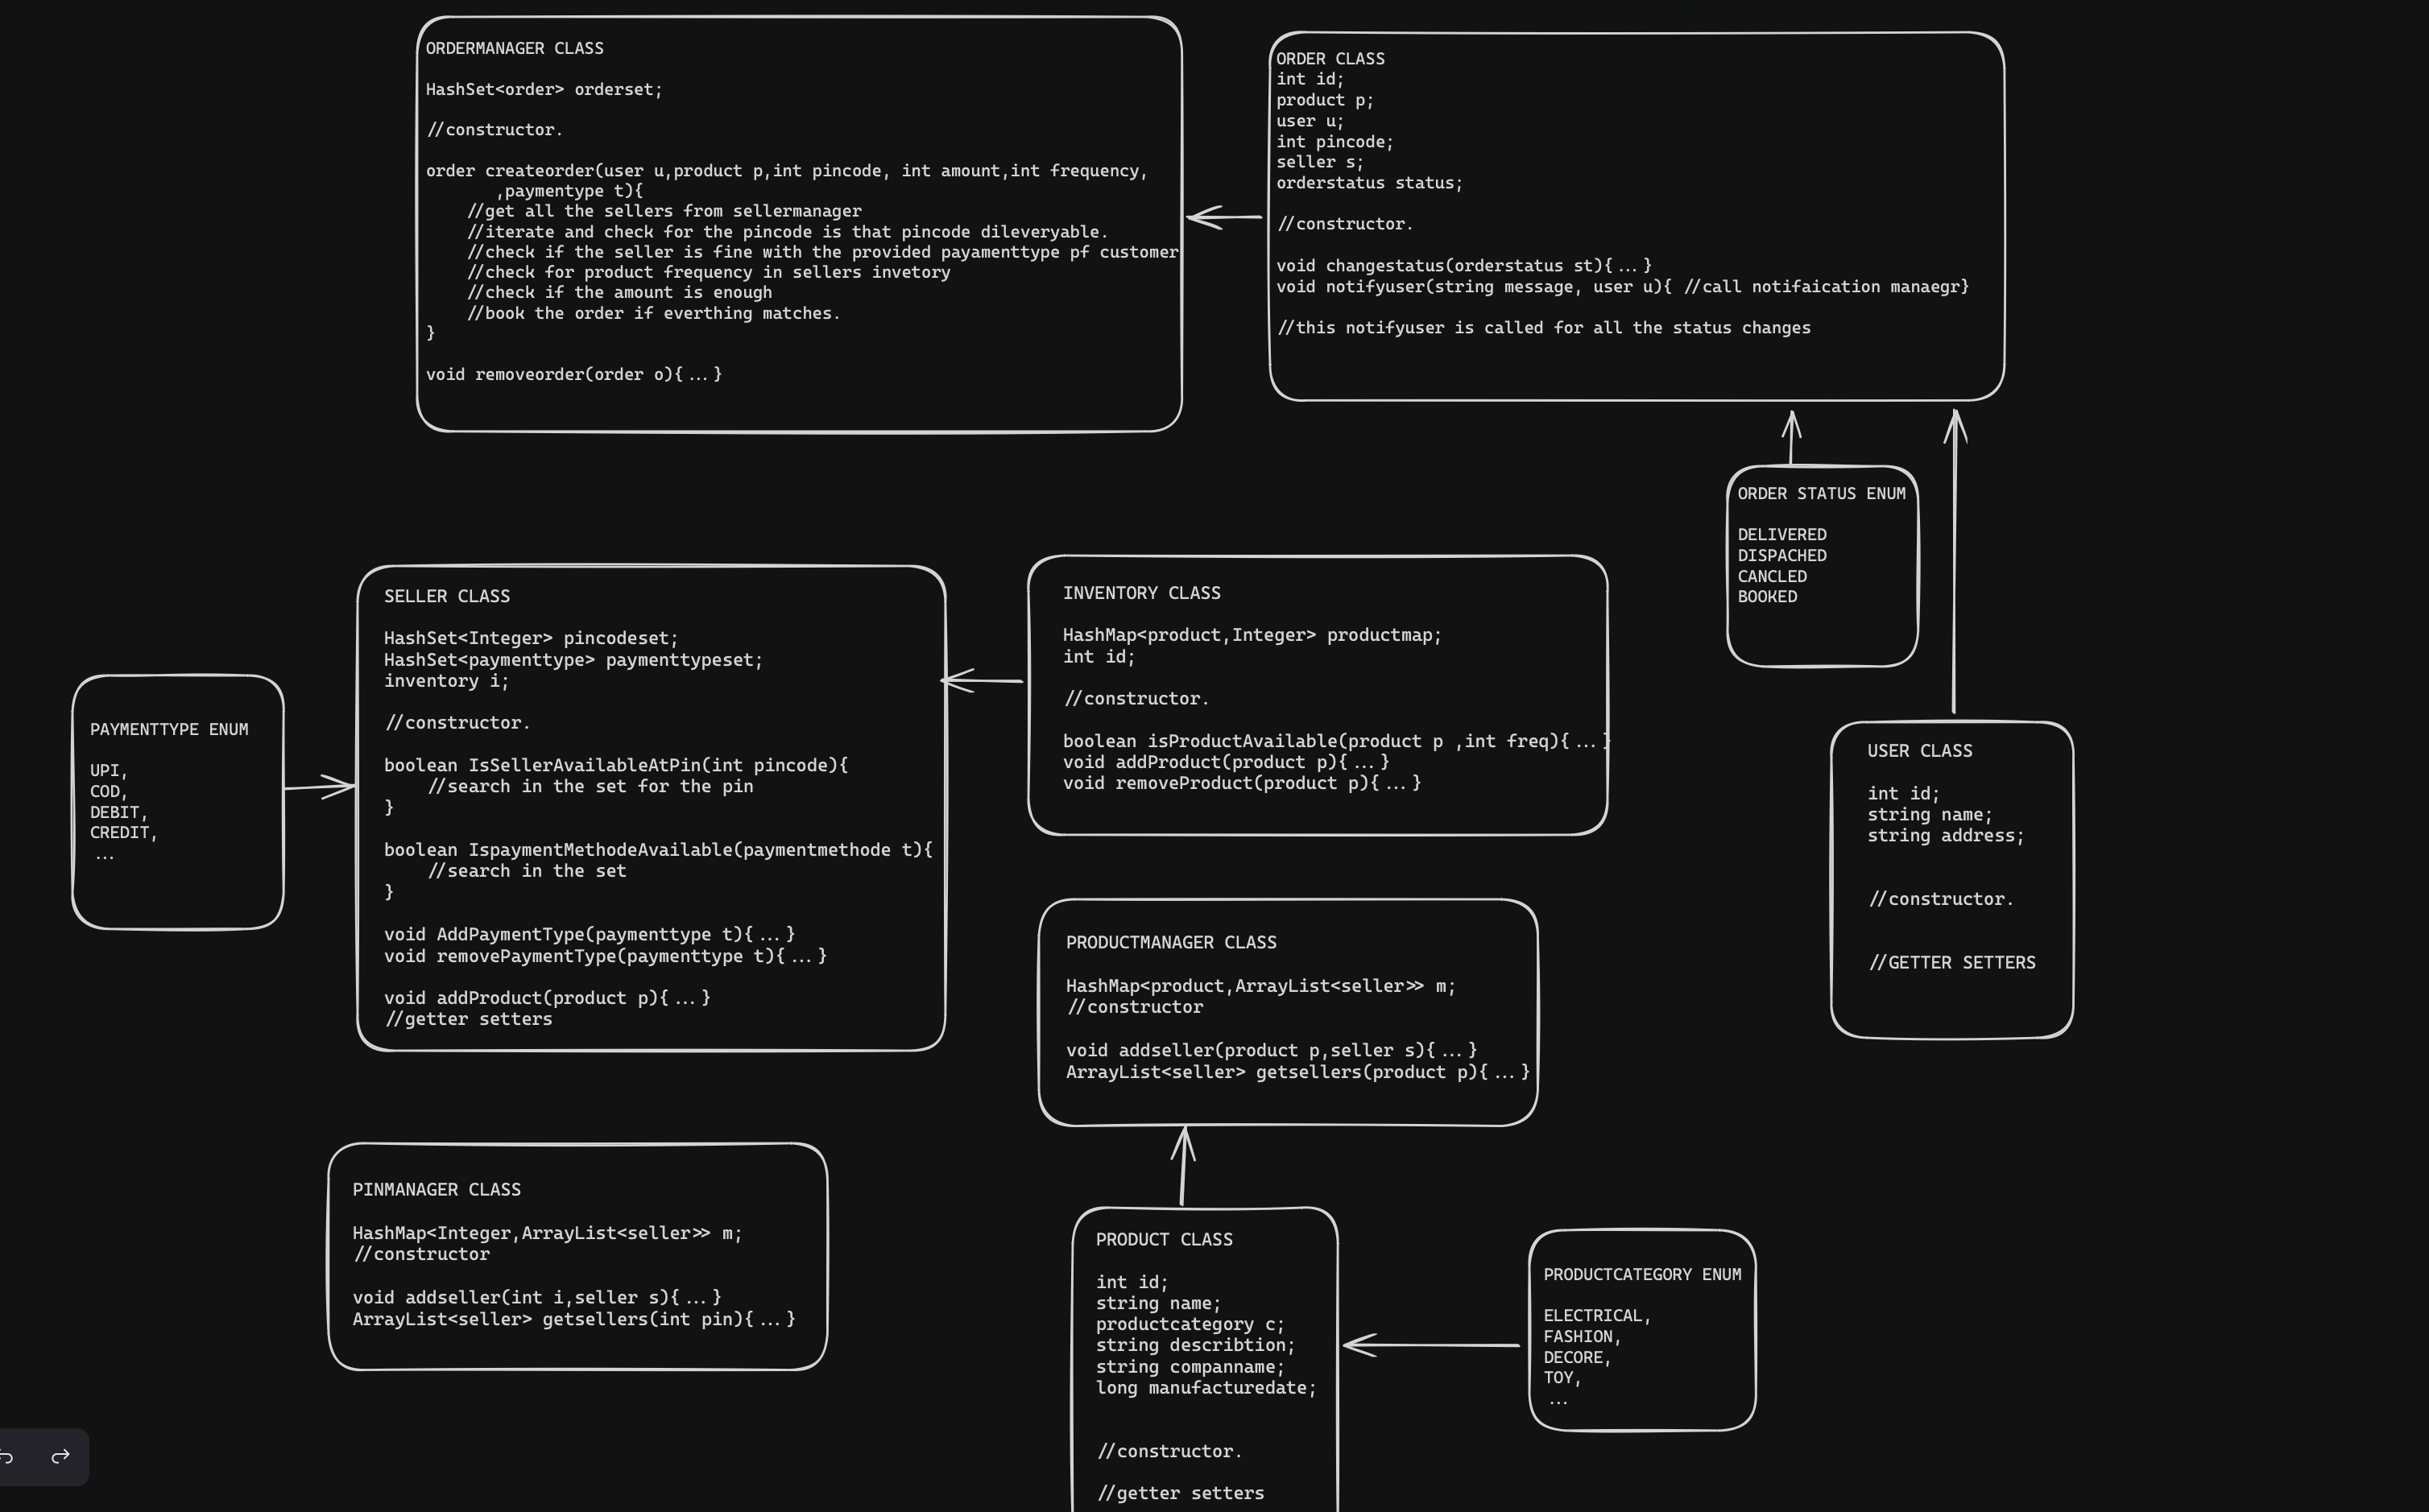 ORDERMANAGER CLASS
HashSet<order> orderset;
//constructor.
order createorder(user u,product p,int pincode, int amount,int frequency,
,paymentype t){
//get all the sellers from sellermanager
//iterate and check for the pincode is that pincode dileveryable.
//check if the seller is fine with the provided payamenttype pf customer
//check for product frequency in sellers invetory
//check if the amount is enough
//book the order if everthing matches.
}
void removeorder(order o){...}
ORDER CLASS
int id;
product p;
user u;
int pincode;
seller s;
orderstatus status;
//constructor.
void changestatus(orderstatus st){...}
void notifyuser(string message, user u){ //call notifaication manaegr}
//this notifyuser is called for all the status changes
ORDER STATUS ENUM
DELIVERED
DISPACHED
CANCLED
BOOKED
PAYMENTTYPE ENUM
UPI,
COD,
DEBIT,
CREDIT,
...
SELLER CLASS
HashSet<Integer> pincodeset;
HashSet<paymenttype> paymenttypeset;
inventory i;
//constructor.
boolean IsSellerAvailableAtPin(int pincode){
//search in the set for the pin
}
boolean IspaymentMethodeAvailable(paymentmethode t){
//search in the set
}
void AddPaymentType(paymenttype t){...}
void removePaymentType(paymenttype t){...}
void addProduct(product p){...}
//getter setters
INVENTORY CLASS
HashMap<product,Integer> productmap;
int id;
//constructor.
boolean isProductAvailable(product p ,int freq){...}
void addProduct(product p){...}
void removeProduct(product p){...}
USER CLASS
int id;
string name;
string address;
//constructor.
//GETTER SETTERS
PRODUCTMANAGER CLASS
HashMap<product,ArrayList<seller>> m;
//constructor
void addseller(product p,seller s){...}
ArrayList<seller> getsellers(product p){...}
PINMANAGER CLASS
HashMap<Integer,ArrayList<seller>> m;
//constructor
void addseller(int i,seller s){...}
ArrayList<seller> getsellers(int pin){...}
PRODUCT CLASS
int id;
string name;
productcategory c;
string describtion;
string companname;
long manufacturedate;
//constructor.
//getter setters
PRODUCTCATEGORY ENUM
ELECTRICAL,
FASHION,
DECORE,
TOY,
...